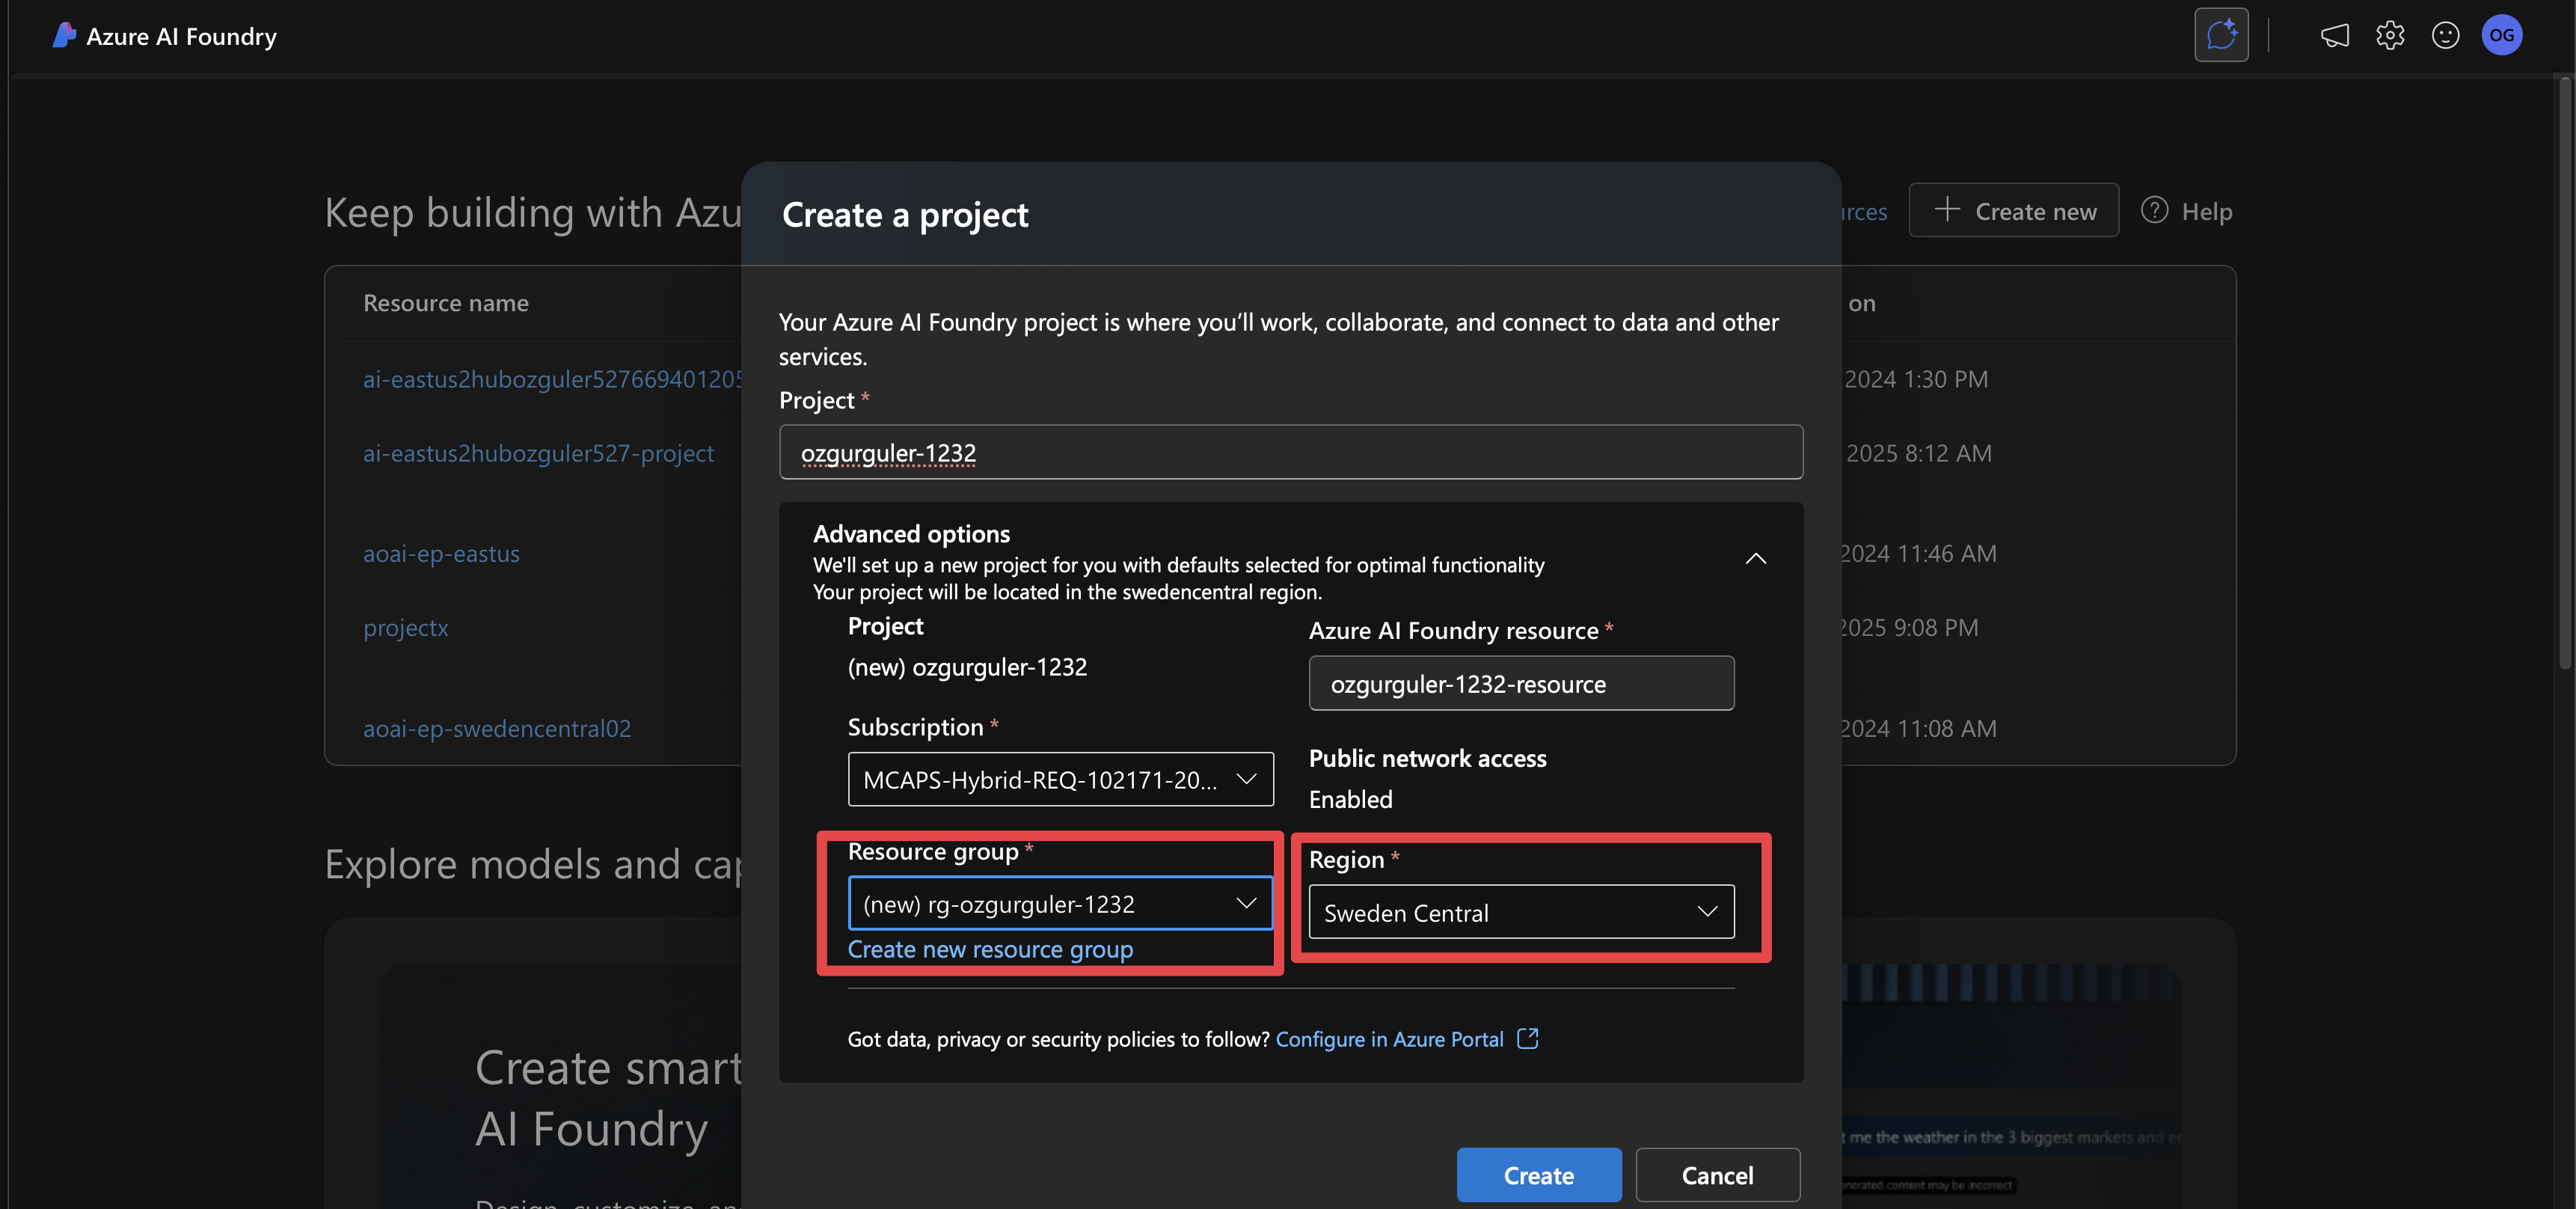 Azure AI Foundry
OG
Keep building with Azu
Create new
Help
Resource name
on
ai-eastus2hubozguler52766940120
2024 1:30 PM
ai-eastus2hubozguler527-project
2025 8:12 AM
aoai-ep-eastus
2024 11:46 AM
projectx
2025 9:08 PM
aoai-ep-swedencentral02
2024 11:08 AM
Explore models and cap
Create smart
AI Foundry
Create a project
Your Azure AI Foundry project is where you’ll work, collaborate, and connect to data and other
services.
Project *
ozgurguler-1232
Advanced options
We'll set up a new project for you with defaults selected for optimal functionality
Your project will be located in the swedencentral region.
Project
(new) ozgurguler-1232
Azure AI Foundry resource *
ozgurguler-1232-resource
Subscription *
MCAPS-Hybrid-REQ-102171-20...
Public network access
Enabled
Resource group *
(new) rg-ozgurguler-1232
Create new resource group
Region *
Sweden Central
Got data, privacy or security policies to follow? Configure in Azure Portal
Create
Cancel
me the weather in the 3 biggest markets and
content may be incorrect